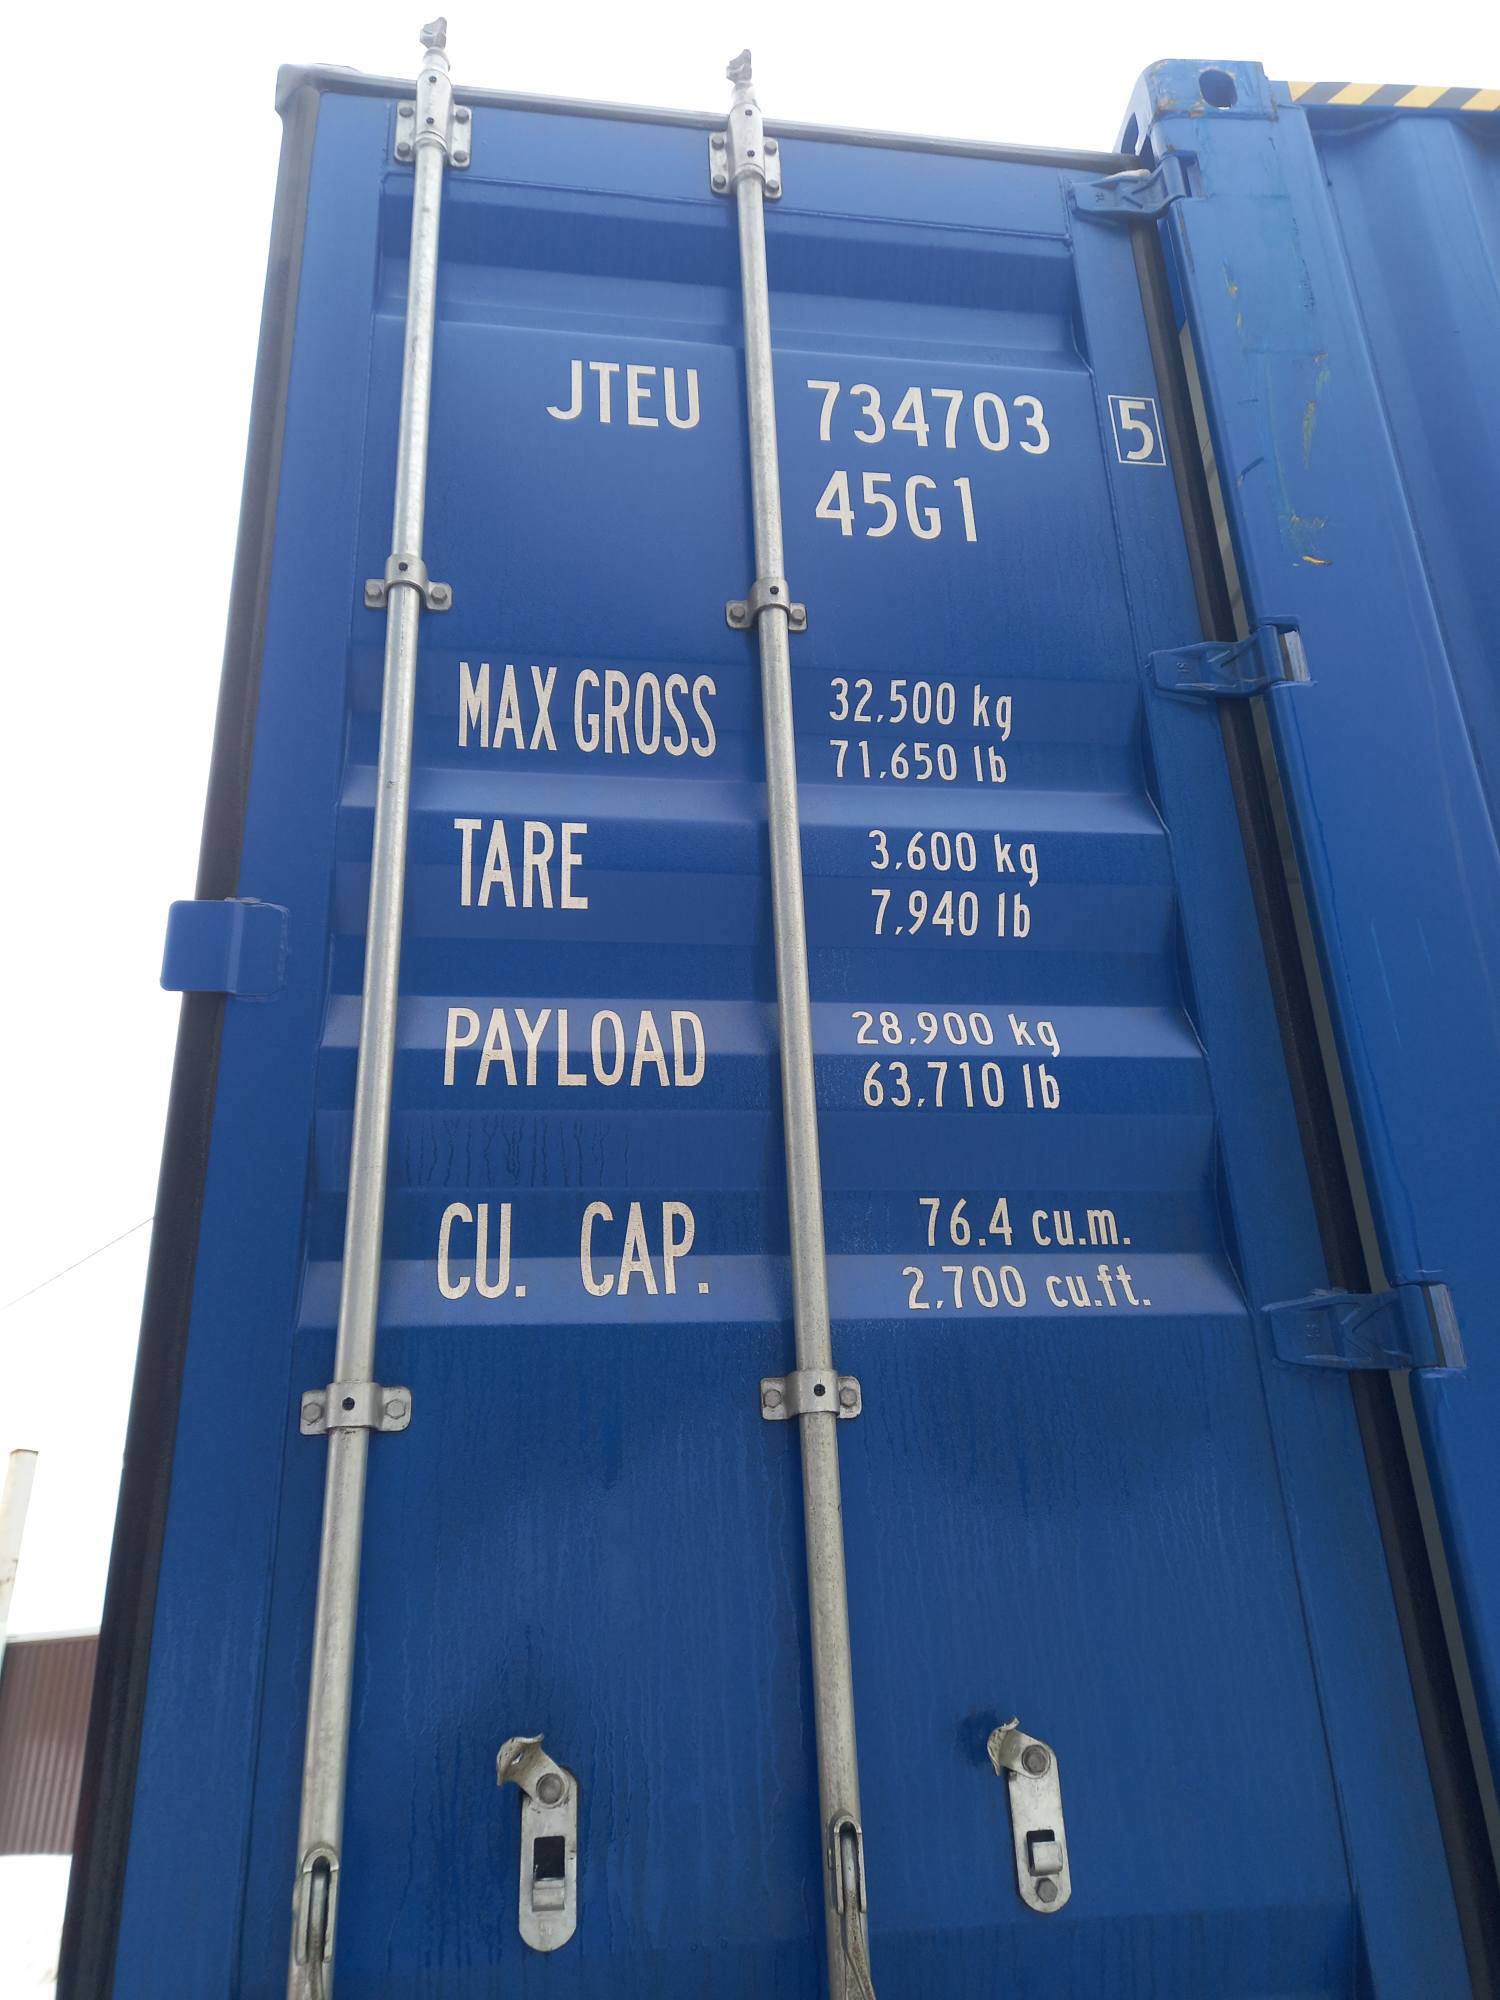 JTEU 734703 5
45G1
MAX GROSS 32,500 kg
71,650 lb
TARE 3,600 kg
7,940 lb
PAYLOAD 28,900 kg
63,710 lb
CU. CAP. 76.4 cu.m.
2,700 cu.ft.